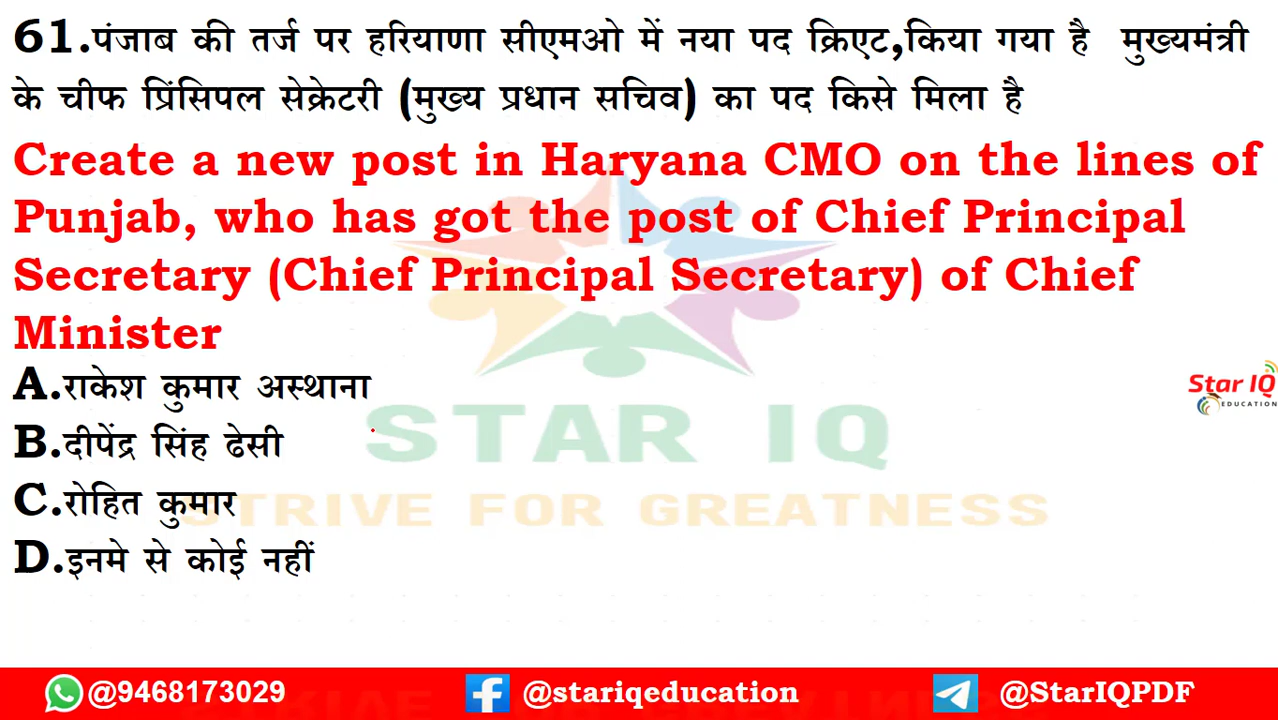 61.पंजाब की तर्ज पर हरियाणा सीएमओ में नया पद क्रिएट,किया गया है मुख्यमंत्री
के चीफ प्रिंसिपल सेक्रेटरी (मुख्य प्रधान सचिव) का पद किसे मिला है
Create a new post in Haryana CMO on the lines of
Punjab, who has got the post of Chief Principal
Secretary (Chief Principal Secretary) of Chief
Minister
A.राकेश कुमार अस्थाना
B.दीपेंद्र सिंह ढेसी
C.रोहित कुमार
D.इनमे से कोई नहीं
STAR IQ
STRIVE FOR GREATNESS
Star IQ
EDUCATION
@9468173029 @stariqeducation @StarIQPDF